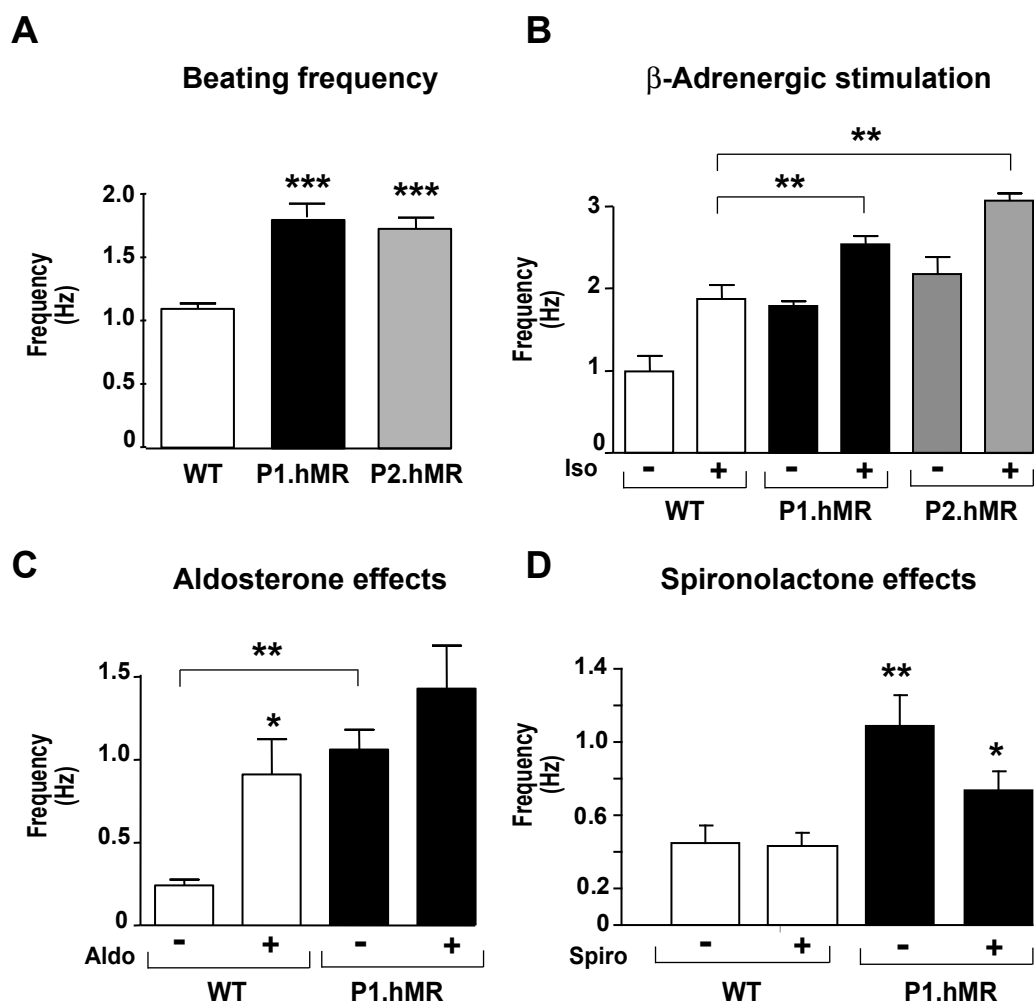 A
Beating frequency
Frequency
(Hz)
2.0
1.5
1.0
0.5
0
***
***
WT P1.hMR P2.hMR
B
β-Adrenergic stimulation
Frequency
(Hz)
3
2
1
0
**
**
Iso - + - + - +
WT P1.hMR P2.hMR
C
Aldosterone effects
Frequency
(Hz)
1.5
1.0
0.5
0
**
*
Aldo - + - +
WT P1.hMR
D
Spironolactone effects
Frequency
(Hz)
1.4
1.0
0.6
0.2
0
**
*
Spiro - + - +
WT P1.hMR